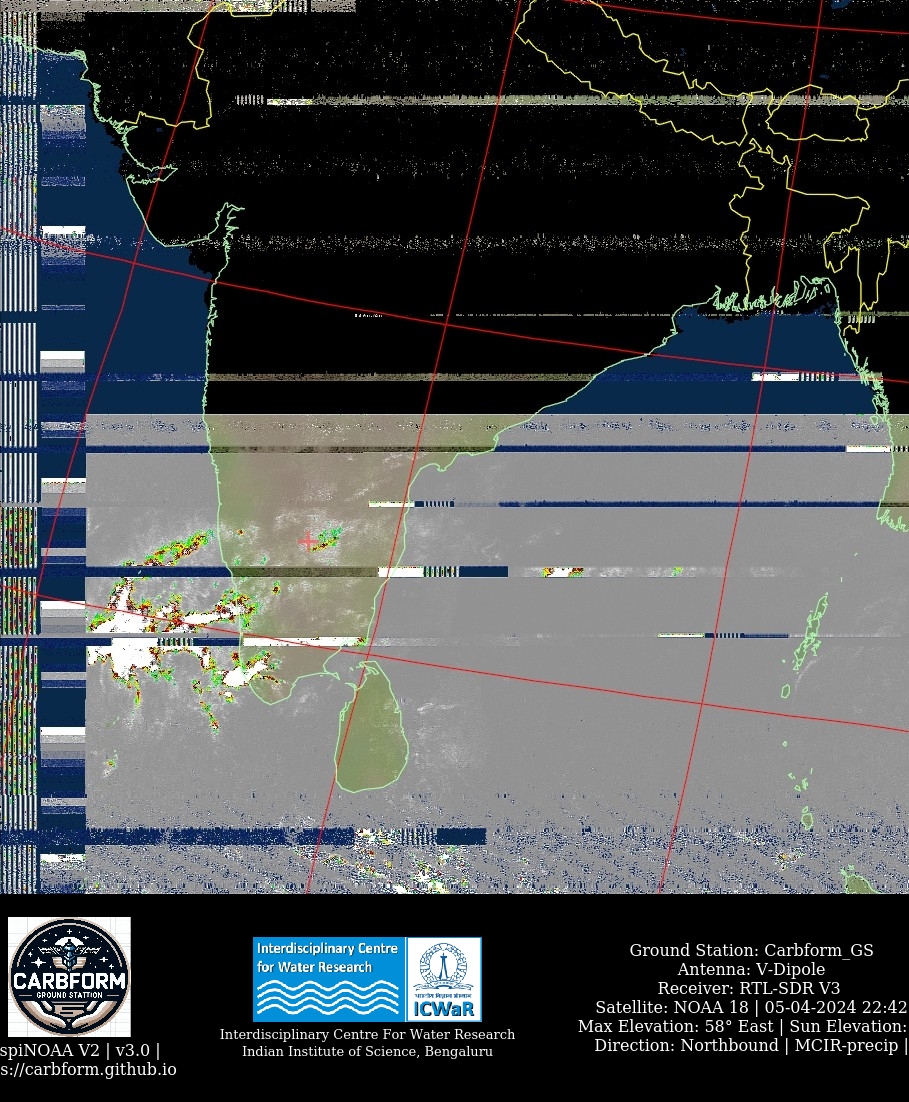 CARBFORM
GROUND STATION
spiNOAA V2 | v3.0 |
s://carbform.github.io
Interdisciplinary Centre
for Water Research
ICWaR
Interdisciplinary Centre For Water Research
Indian Institute of Science, Bengaluru
Ground Station: Carbform_GS
Antenna: V-Dipole
Receiver: RTL-SDR V3
Satellite: NOAA 18 | 05-04-2024 22:42
Max Elevation: 58° East | Sun Elevation:
Direction: Northbound | MCIR-precip |